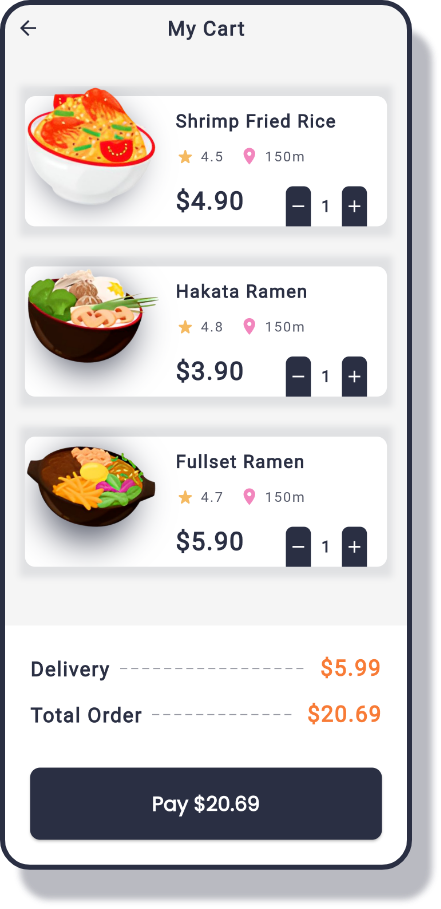 My Cart
Shrimp Fried Rice
4.5 150m
$4.90 − 1 +
Hakata Ramen
4.8 150m
$3.90 − 1 +
Fullset Ramen
4.7 150m
$5.90 − 1 +
Delivery $5.99
Total Order $20.69
Pay $20.69